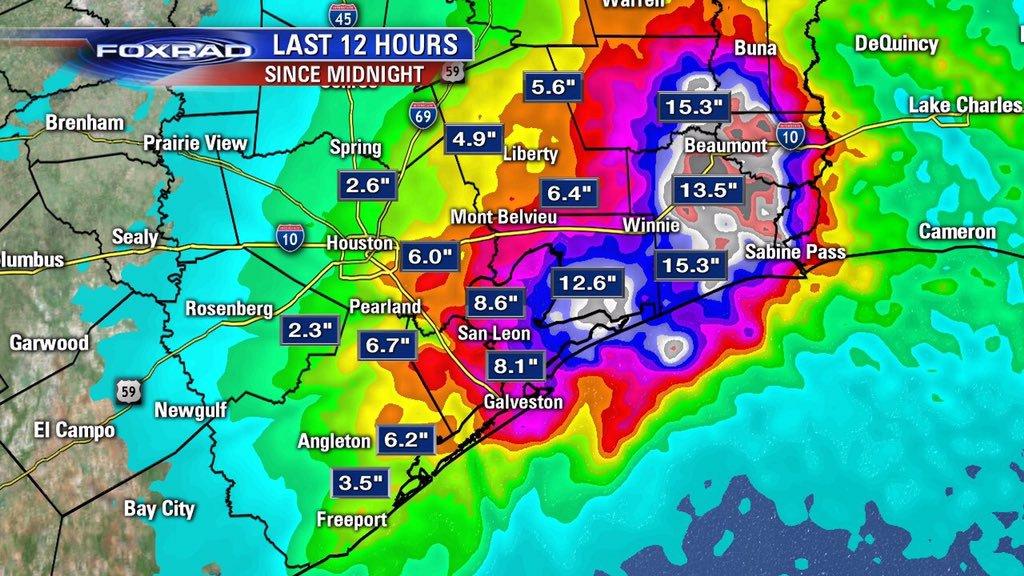 Warren
45
FOXRAD
LAST 12 HOURS
SINCE MIDNIGHT
59
Buna
DeQuincy
5.6"
15.3"
Lake Charles
69
Brenham
Prairie View
Spring
4.9"
Liberty
Beaumont
10
2.6"
6.4"
13.5"
Mont Belvieu
Winnie
Sealy
10
Houston
6.0"
Cameron
Sabine Pass
lumbus
15.3"
12.6"
Rosenberg
Pearland
8.6"
2.3"
San Leon
Garwood
6.7"
8.1"
59
Newgulf
Galveston
El Campo
Angleton
6.2"
3.5"
Bay City
Freeport